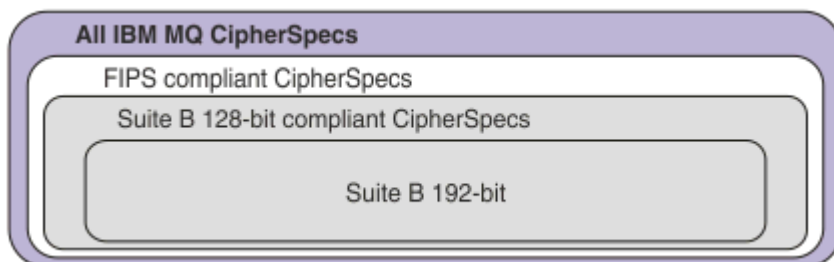 All IBM MQ CipherSpecs
FIPS compliant CipherSpecs
Suite B 128-bit compliant CipherSpecs
Suite B 192-bit